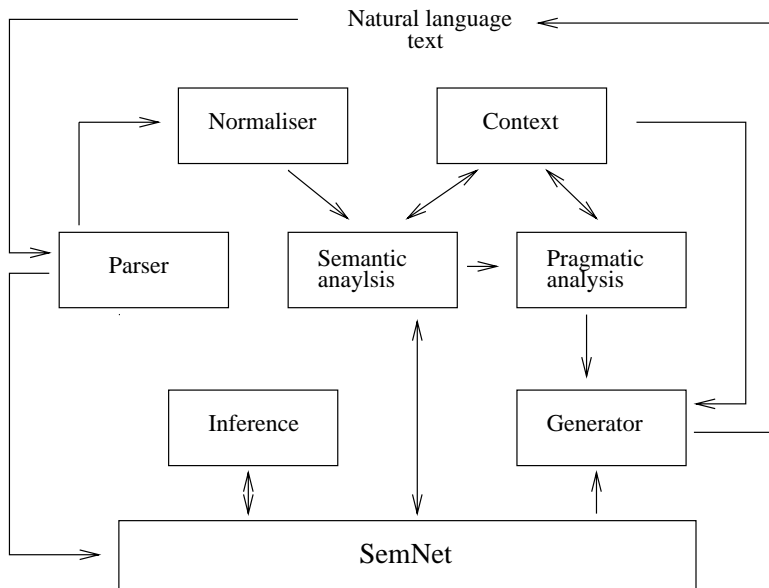 Natural language
text
Normaliser
Context
Parser
Semantic
anaylsis
Pragmatic
analysis
Inference
Generator
SemNet